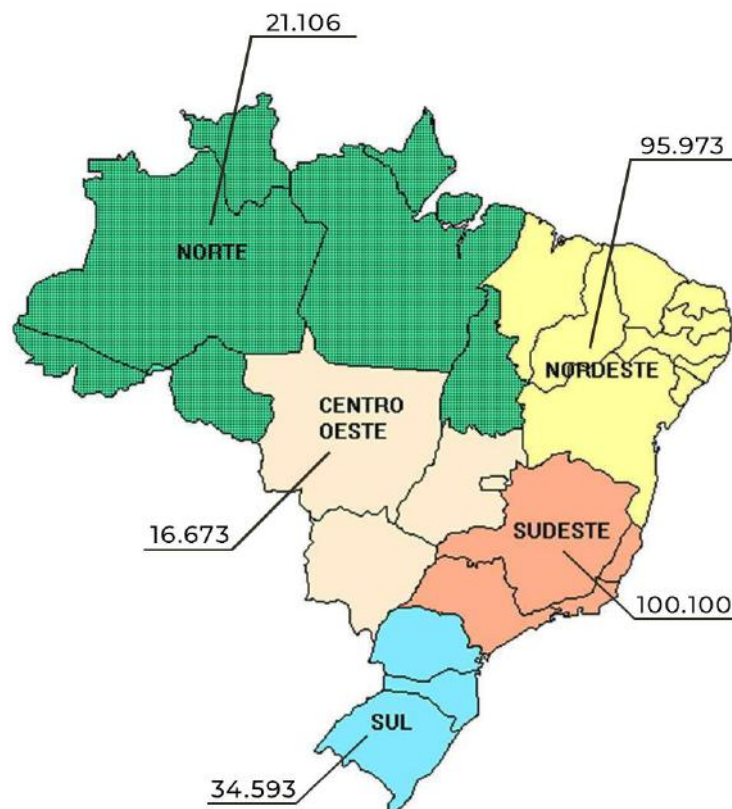 21.106
95.973
NORTE
NORDESTE
CENTRO
OESTE
16.673
SUDESTE
100.100
SUL
34.593